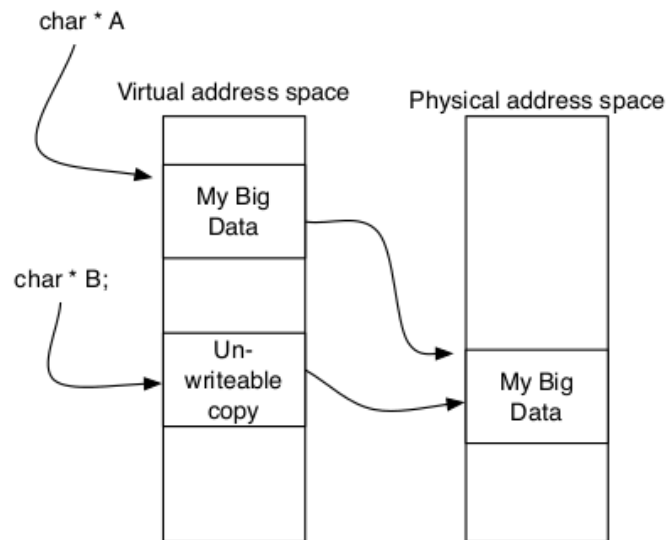 char * A
Virtual address space
Physical address space
My Big
Data
char * B;
Un-
writeable
copy
My Big
Data